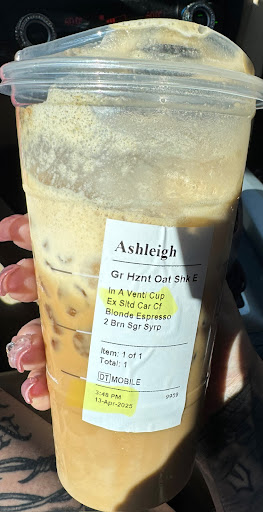 Ashleigh
Gr Hznt Oat Shk E
In A Venti Cup
Ex Sltd Car Cf
Blonde Espresso
2 Brn Sgr Syrp
Item: 1 of 1
Total: 1
DT MOBILE
3:48 PM
13-Apr-2025